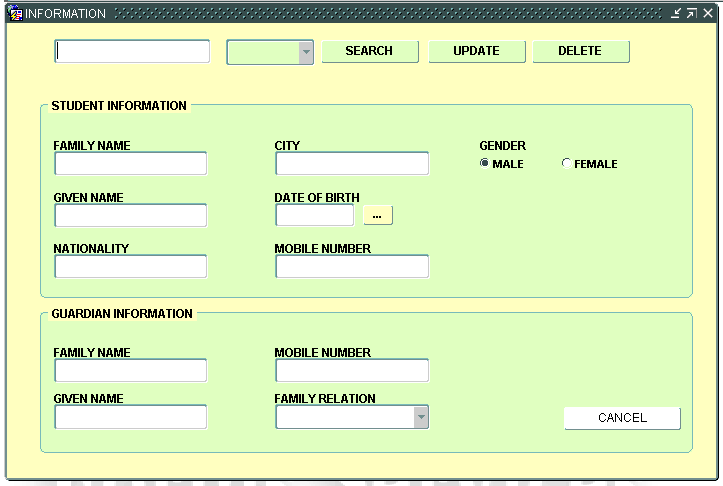 INFORMATION
SEARCH UPDATE DELETE
STUDENT INFORMATION
FAMILY NAME CITY GENDER
MALE FEMALE
GIVEN NAME DATE OF BIRTH
...
NATIONALITY MOBILE NUMBER
GUARDIAN INFORMATION
FAMILY NAME MOBILE NUMBER
GIVEN NAME FAMILY RELATION
CANCEL